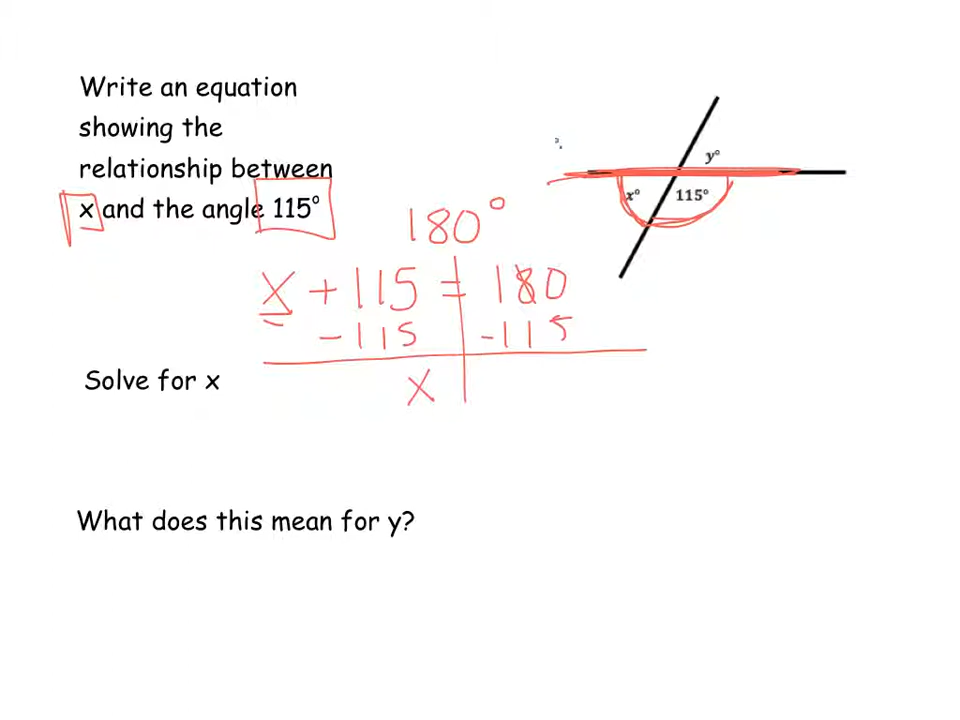 Write an equation
showing the
relationship between
x and the angle 115°
y°
x°
115°
180°
x + 115 = 180
-115 -115
x
Solve for x
What does this mean for y?